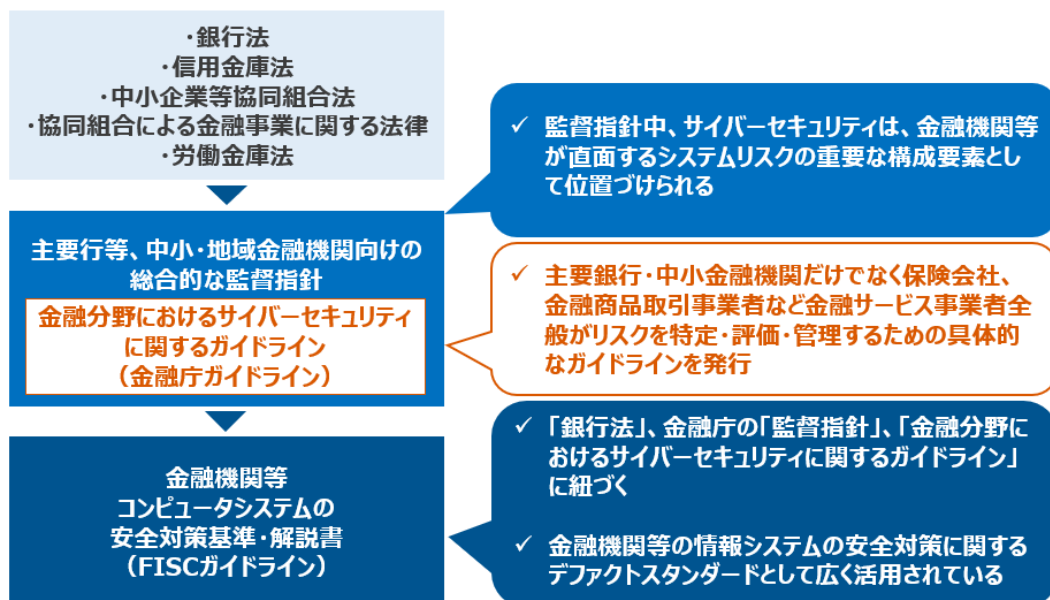 ・銀行法
・信用金庫法
・中小企業等協同組合法
・協同組合による金融事業に関する法律
・労働金庫法
✓ 監督指針中、サイバーセキュリティは、金融機関等
が直面するシステムリスクの重要な構成要素とし
て位置づけられる
主要行等、中小・地域金融機関向けの
総合的な監督指針
金融分野におけるサイバーセキュリティ
に関するガイドライン
（金融庁ガイドライン）
✓ 主要銀行・中小金融機関だけでなく保険会社、
金融商品取引事業者など金融サービス事業者全
般がリスクを特定・評価・管理するための具体的
なガイドラインを発行
金融機関等
コンピュータシステムの
安全対策基準・解説書
（FISCガイドライン）
✓ 「銀行法」、金融庁の「監督指針」、「金融分野に
おけるサイバーセキュリティに関するガイドライン」
に紐づく
✓ 金融機関等の情報システムの安全対策に関する
デファクトスタンダードとして広く活用されている